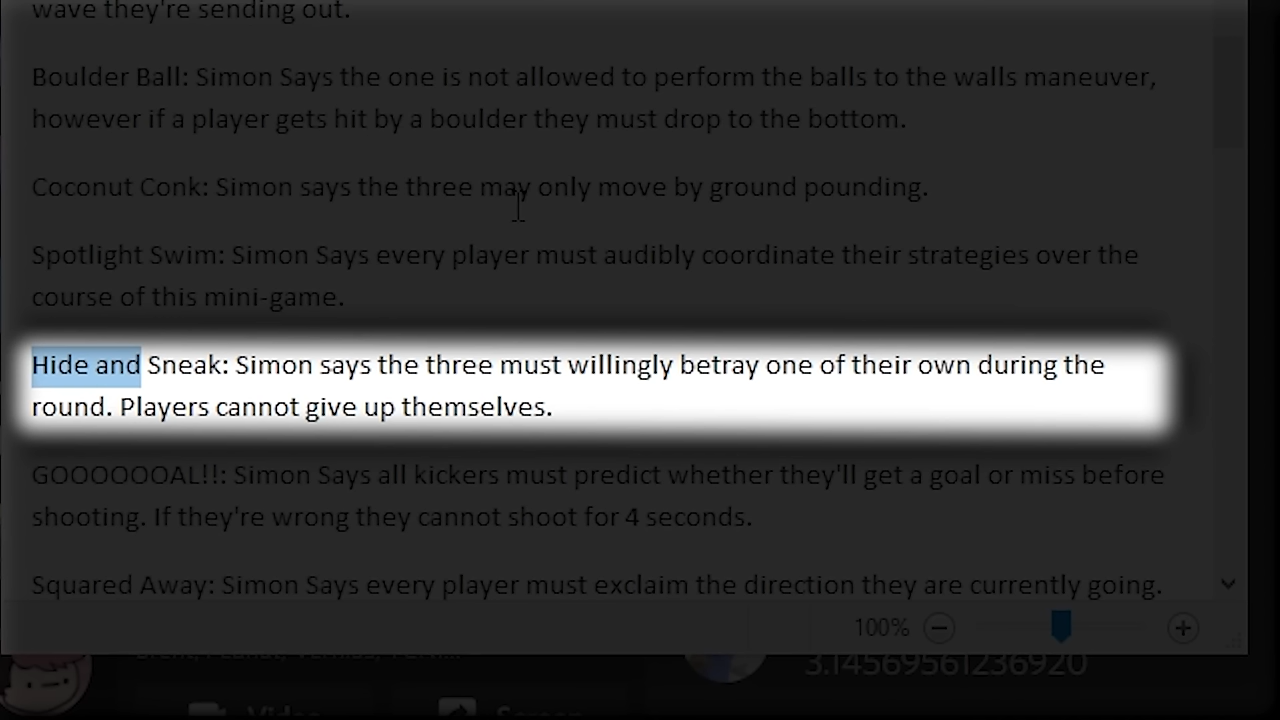 wave they're sending out.
Boulder Ball: Simon Says the one is not allowed to perform the balls to the walls maneuver,
however if a player gets hit by a boulder they must drop to the bottom.
Coconut Conk: Simon says the three may only move by ground pounding.
Spotlight Swim: Simon Says every player must audibly coordinate their strategies over the
course of this mini-game.
Hide and Sneak: Simon says the three must willingly betray one of their own during the
round. Players cannot give up themselves.
GOOOOOOAL!!: Simon Says all kickers must predict whether they'll get a goal or miss before
shooting. If they're wrong they cannot shoot for 4 seconds.
Squared Away: Simon Says every player must exclaim the direction they are currently going.
100%
3.14569561236920
Video
Screen